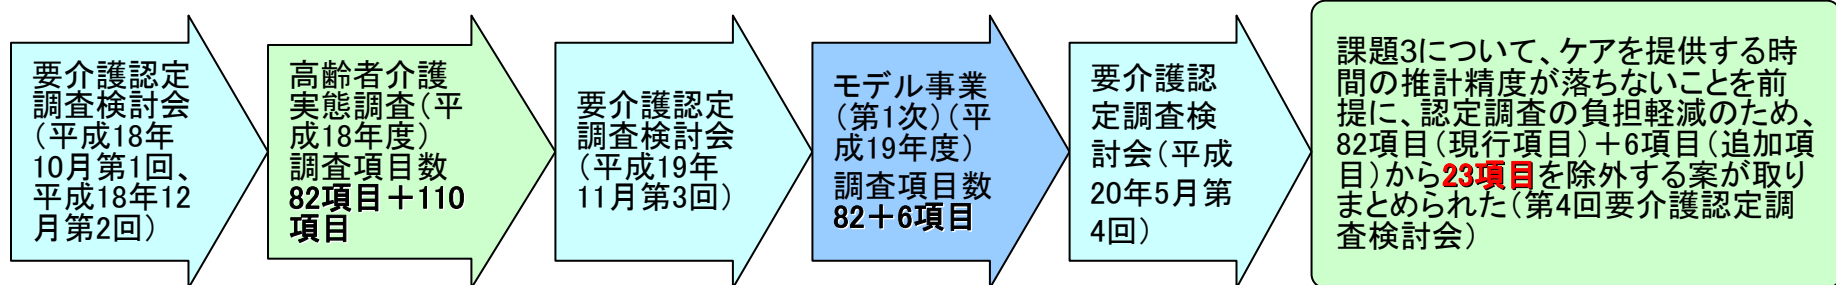 要介護認定
調査検討会
(平成18年
10月第1回、
平成18年12
月第2回)
高齢者介護
実態調査(平
成18年度)
調査項目数
82項目+110
項目
要介護認定
調査検討会
(平成19年
11月第3回)
モデル事業
(第1次)(平
成19年度)
調査項目数
82+6項目
要介護認
定調査検
討会(平成
20年5月第
4回)
課題3について、ケアを提供する時
間の推計精度が落ちないことを前
提に、認定調査の負担軽減のため、
82項目(現行項目)+6項目(追加項
目)から23項目を除外する案が取り
まとめられた(第4回要介護認定調
査検討会)